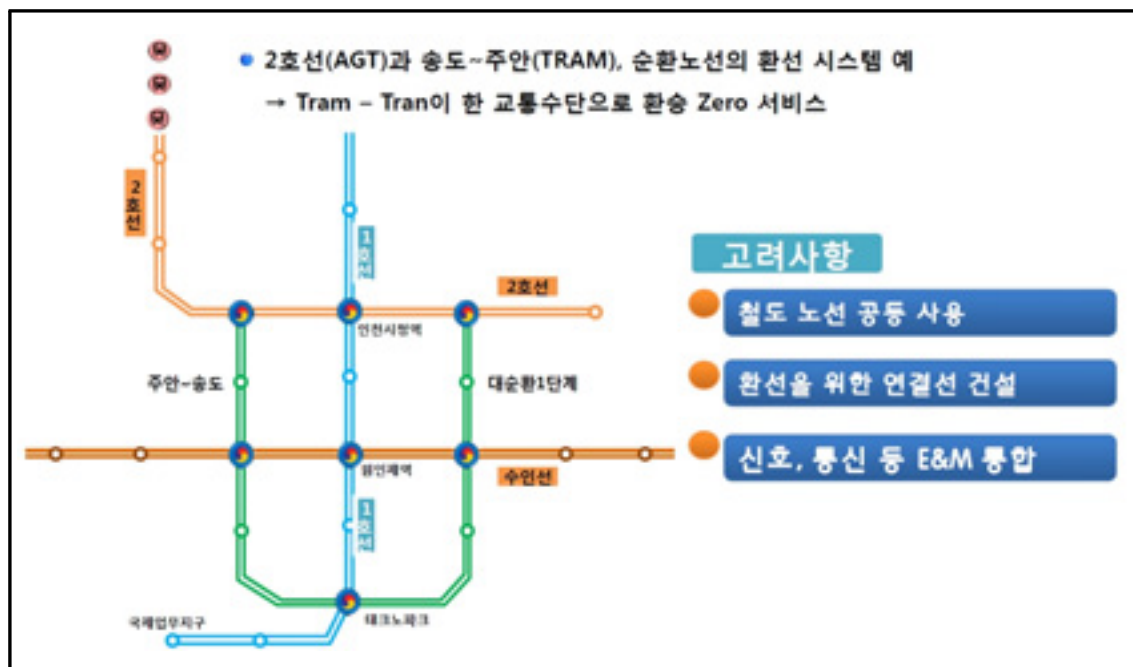 2호선(AGT)과 송도~주안(TRAM), 순환노선의 환선 시스템 예
→ Tram – Tran이 한 교통수단으로 환승 Zero 서비스
2호선
1호선
고려사항
2호선
인천시청역
철도 노선 공등 사용
주안~송도
대순환1단계
환선을 위한 연결선 건설
원인재역
수인선
신호, 통신 등 E&M 통합
1호선
국제업무지구
테크노파크